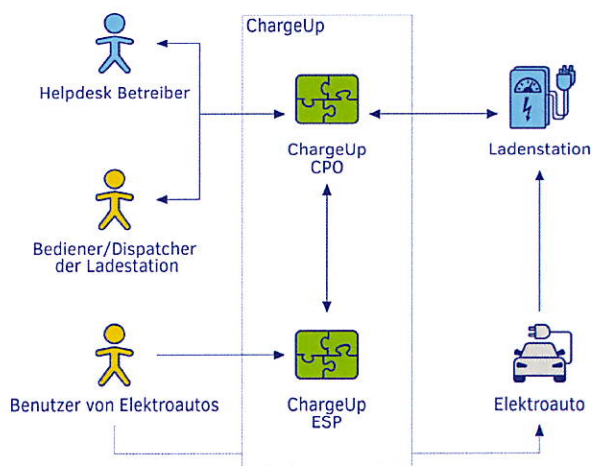 ChargeUp
Helpdesk Betreiber
ChargeUp
CPO
Ladenstation
Bediener/Dispatcher
der Ladestation
Benutzer von Elektroautos
ChargeUp
ESP
Elektroauto